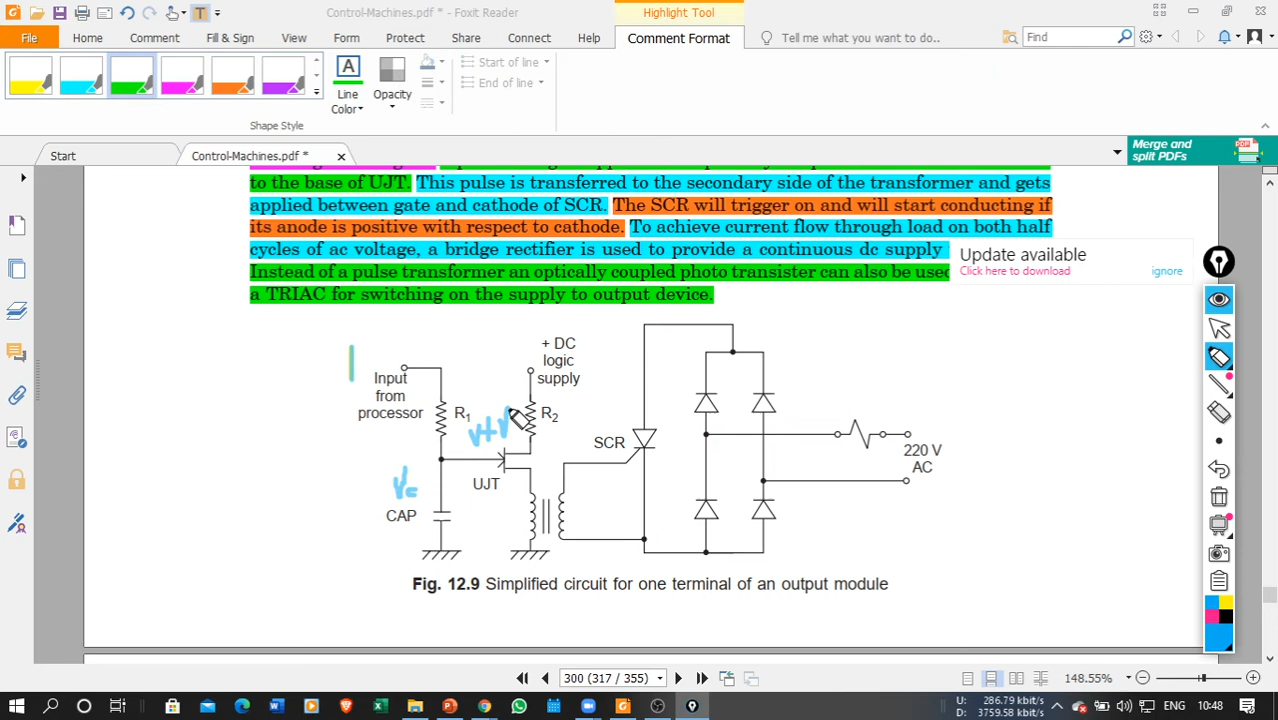 Control-Machines.pdf * - Foxit Reader
Highlight Tool
File Home Comment Fill & Sign View Form Protect Share Connect Help Comment Format Tell me what you want to do.. Find
Line Color
Opacity
Start of line
End of line
Shape Style
Start
Control-Machines.pdf *
Merge and split PDFs
to the base of UJT. This pulse is transferred to the secondary side of the transformer and gets
applied between gate and cathode of SCR. The SCR will trigger on and will start conducting if
its anode is positive with respect to cathode. To achieve current flow through load on both half
cycles of ac voltage, a bridge rectifier is used to provide a continuous dc supply
Instead of a pulse transformer an optically coupled photo transister can also be used
a TRIAC for switching on the supply to output device.
Update available
Click here to download
ignore
+ DC
logic
supply
Input
from
processor
R1
R2
V+V
SCR
220 V
AC
UJT
Vc
CAP
Fig. 12.9 Simplified circuit for one terminal of an output module
300 (317 / 355)
148.55%
U: 286.79 kbit/s
D: 3759.58 kbit/s
ENG
10:48